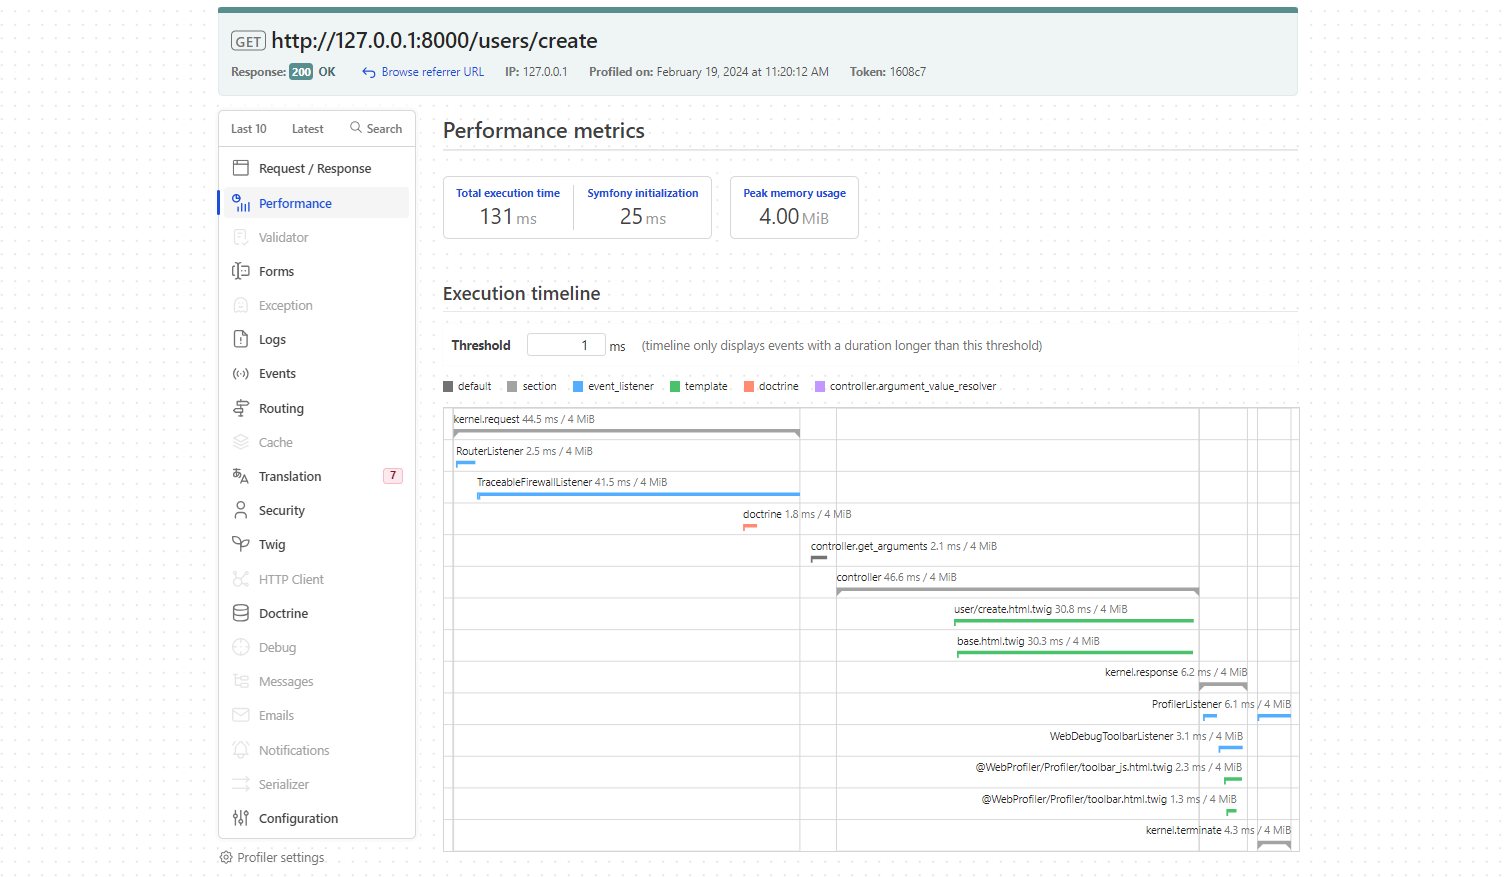 GET http://127.0.0.1:8000/users/create
Response: 200 OK Browse referrer URL IP: 127.0.0.1 Profiled on: February 19, 2024 at 11:20:12 AM Token: 1608c7
Last 10 Latest Search
Request / Response
Performance
Validator
Forms
Exception
Logs
Events
Routing
Cache
Translation 7
Security
Twig
HTTP Client
Doctrine
Debug
Messages
Emails
Notifications
Serializer
Configuration
Profiler settings
Performance metrics
Total execution time Symfony initialization Peak memory usage
131 ms 25 ms 4.00 MiB
Execution timeline
Threshold 1 ms (timeline only displays events with a duration longer than this threshold)
default section event_listener template doctrine controller.argument_value_resolver
kernel.request 44.5 ms / 4 MiB
RouterListener 2.5 ms / 4 MiB
TraceableFirewallListener 41.5 ms / 4 MiB
doctrine 1.8 ms / 4 MiB
controller.get_arguments 2.1 ms / 4 MiB
controller 46.6 ms / 4 MiB
user/create.html.twig 30.8 ms / 4 MiB
base.html.twig 30.3 ms / 4 MiB
kernel.response 6.2 ms / 4 MiB
ProfilerListener 6.1 ms / 4 MiB
WebDebugToolbarListener 3.1 ms / 4 MiB
@WebProfiler/Profiler/toolbar_js.html.twig 2.3 ms / 4 MiB
@WebProfiler/Profiler/toolbar.html.twig 1.3 ms / 4 MiB
kernel.terminate 4.3 ms / 4 MiB